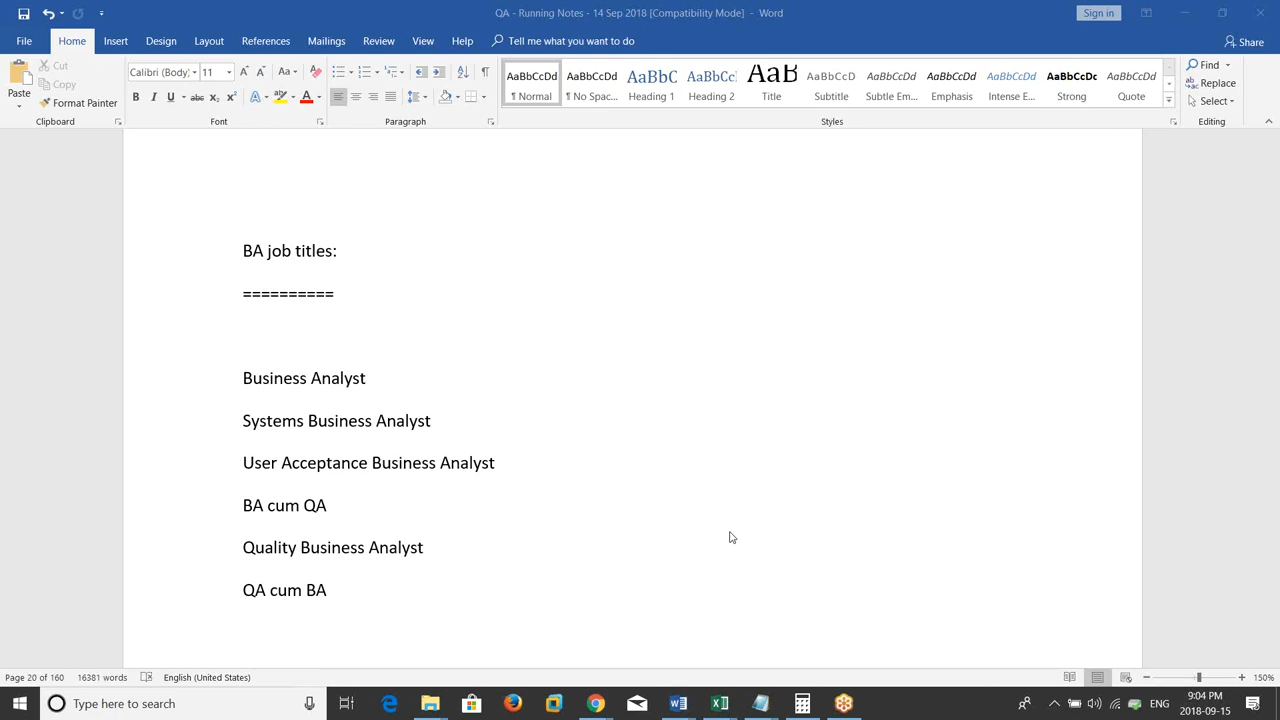 QA - Running Notes - 14 Sep 2018 [Compatibility Mode] - Word
Sign in
File Home Insert Design Layout References Mailings Review View Help Tell me what you want to do Share
Paste
Cut
Copy
Format Painter
Clipboard
Calibri (Body) 11
Font
Paragraph
AaBbCcDd AaBbCcDd AaBbC AaBbCc AaB AaBbCcD AaBbCcDd AaBbCcDd AaBbCcDd AaBbCcDc AaBbCcDd
¶ Normal ¶ No Spac... Heading 1 Heading 2 Title Subtitle Subtle Em... Emphasis Intense E... Strong Quote
Styles
Find
Replace
Select
Editing
BA job titles:
==========
Business Analyst
Systems Business Analyst
User Acceptance Business Analyst
BA cum QA
Quality Business Analyst
QA cum BA
Page 20 of 160 16381 words English (United States) 150%
Type here to search
9:04 PM
2018-09-15